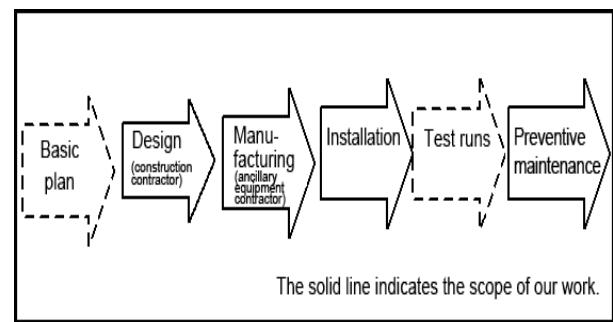 Basic
plan
Design
(construction
contractor)
Manu-
facturing
(ancillary
equipment
contractor)
Installation
Test runs
Preventive
maintenance
The solid line indicates the scope of our work.